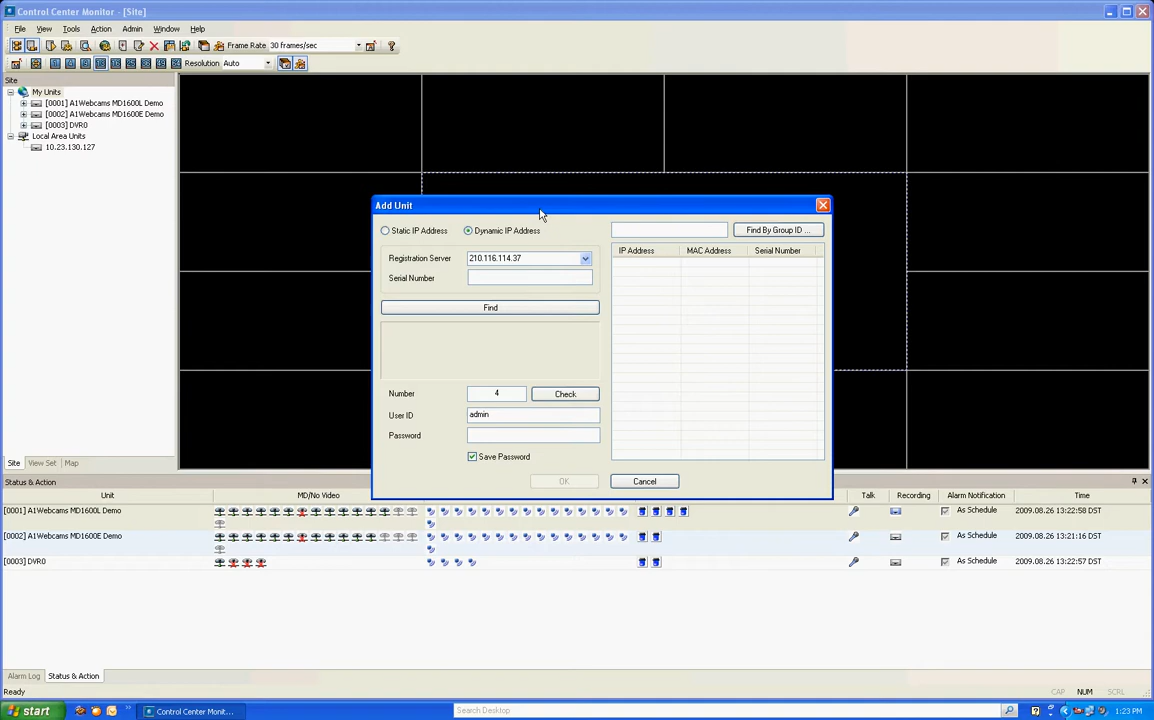 Control Center Monitor - [Site]
File View Tools Action Admin Window Help
Frame Rate 30 frames/sec
Resolution Auto
Site
My Units
[0001] A1Webcams MD1600L Demo
[0002] A1Webcams MD1600E Demo
[0003] DVR0
Local Area Units
10.23.130.127
Site View Set Map
Add Unit
Static IP Address Dynamic IP Address
Registration Server 210.116.114.37
Serial Number
Find
Number 4 Check
User ID admin
Password
Save Password
OK Cancel
Find By Group ID ...
IP Address MAC Address Serial Number
Status & Action
Unit MD/No Video Talk Recording Alarm Notification Time
[0001] A1Webcams MD1600L Demo As Schedule 2009.08.26 13:22:58 DST
[0002] A1Webcams MD1600E Demo As Schedule 2009.08.26 13:21:16 DST
[0003] DVR0 As Schedule 2009.08.26 13:22:57 DST
Alarm Log Status & Action
Ready CAP NUM SCRL
start Control Center Monit... Search Desktop 1:23 PM